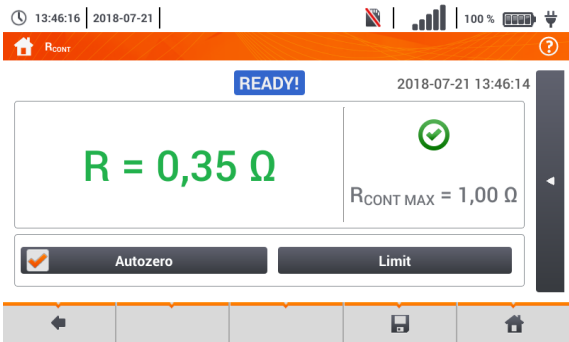 13:46:16 2018-07-21 100 %
RCONT ?
READY! 2018-07-21 13:46:14
R = 0,35 Ω
RCONT MAX = 1,00 Ω
Autozero Limit